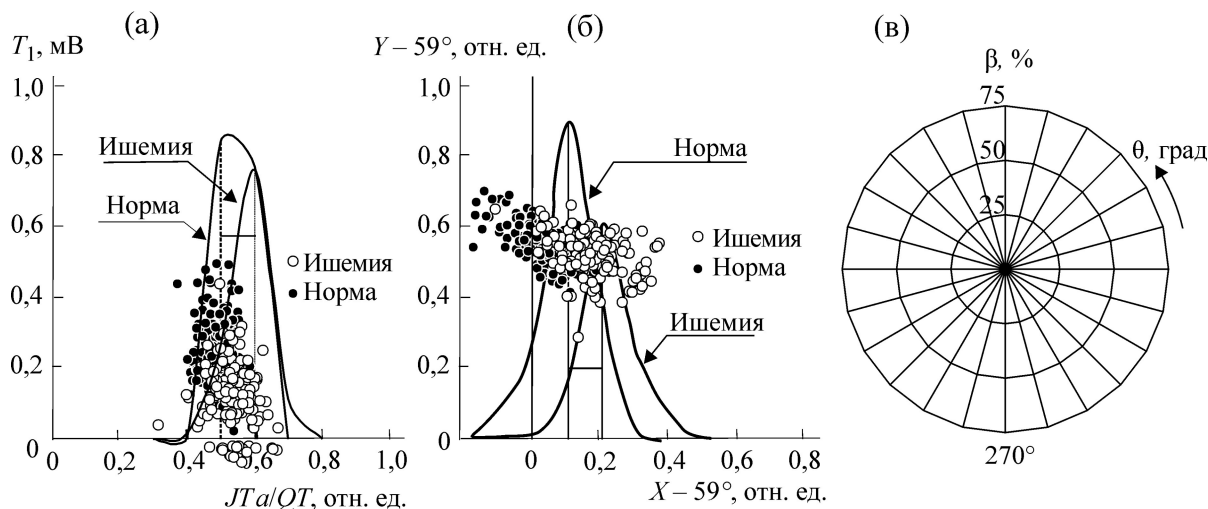 (а)
T₁, мВ
1,0
0,8
0,6
0,4
0,2
0
Ишемия
Норма
Ишемия
Норма
0 0,2 0,4 0,6 0,8 1,0
JTa/QT, отн. ед.
(б)
Y – 59°, отн. ед.
1,0
0,8
0,6
0,4
0,2
0
Норма
Ишемия
Норма
Ишемия
0 0,2 0,4 0,6 0,8
X – 59°, отн. ед.
(в)
β, %
75
50
25
θ, град
270°